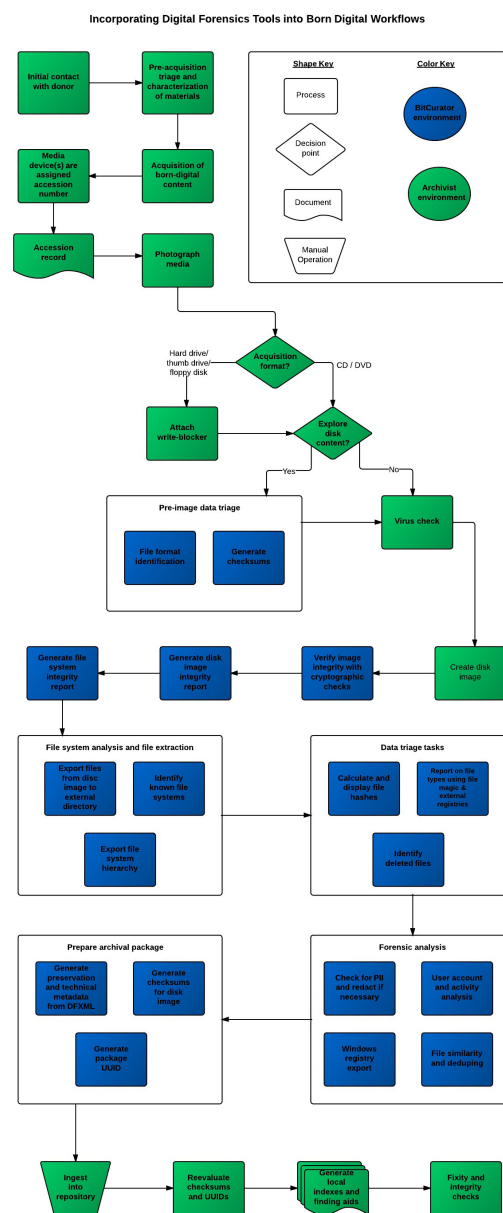 Incorporating Digital Forensics Tools into Born Digital Workflows
Initial contact
with donor
Pre-acquisition
triage and
characterization
of materials
Shape Key
Color Key
Process
BitCurator
environment
Decision
point
Media
device(s) are
assigned
accession
number
Acquisition of
born-digital
content
Document
Archivist
environment
Accession
record
Photograph
media
Manual
Operation
Acquisition
format?
Hard drive/
thumb drive/
floppy disk
CD / DVD
Attach
write-blocker
Explore
disk
content?
Yes
No
Pre-image data triage
File format
identification
Generate
checksums
Virus check
Generate file
system
integrity
report
Generate disk
image
integrity
report
Verify image
integrity with
cryptographic
checks
Create disk
image
File system analysis and file extraction
Export files
from disc
image to
external
directory
Identify
known file
systems
Export file
system
hierarchy
Data triage tasks
Calculate and
display file
hashes
Report on file
types using file
magic &
external
registries
Identify
deleted files
Prepare archival package
Generate
preservation
and technical
metadata
from DFXML
Generate
checksums
for disk
image
Generate
package
UUID
Forensic analysis
Check for PII
and redact if
necessary
User account
and activity
analysis
Windows
registry
export
File similarity
and deduping
Ingest
into
repository
Reevaluate
checksums
and UUIDs
Generate
local
indexes and
finding aids
Fixity and
integrity
checks